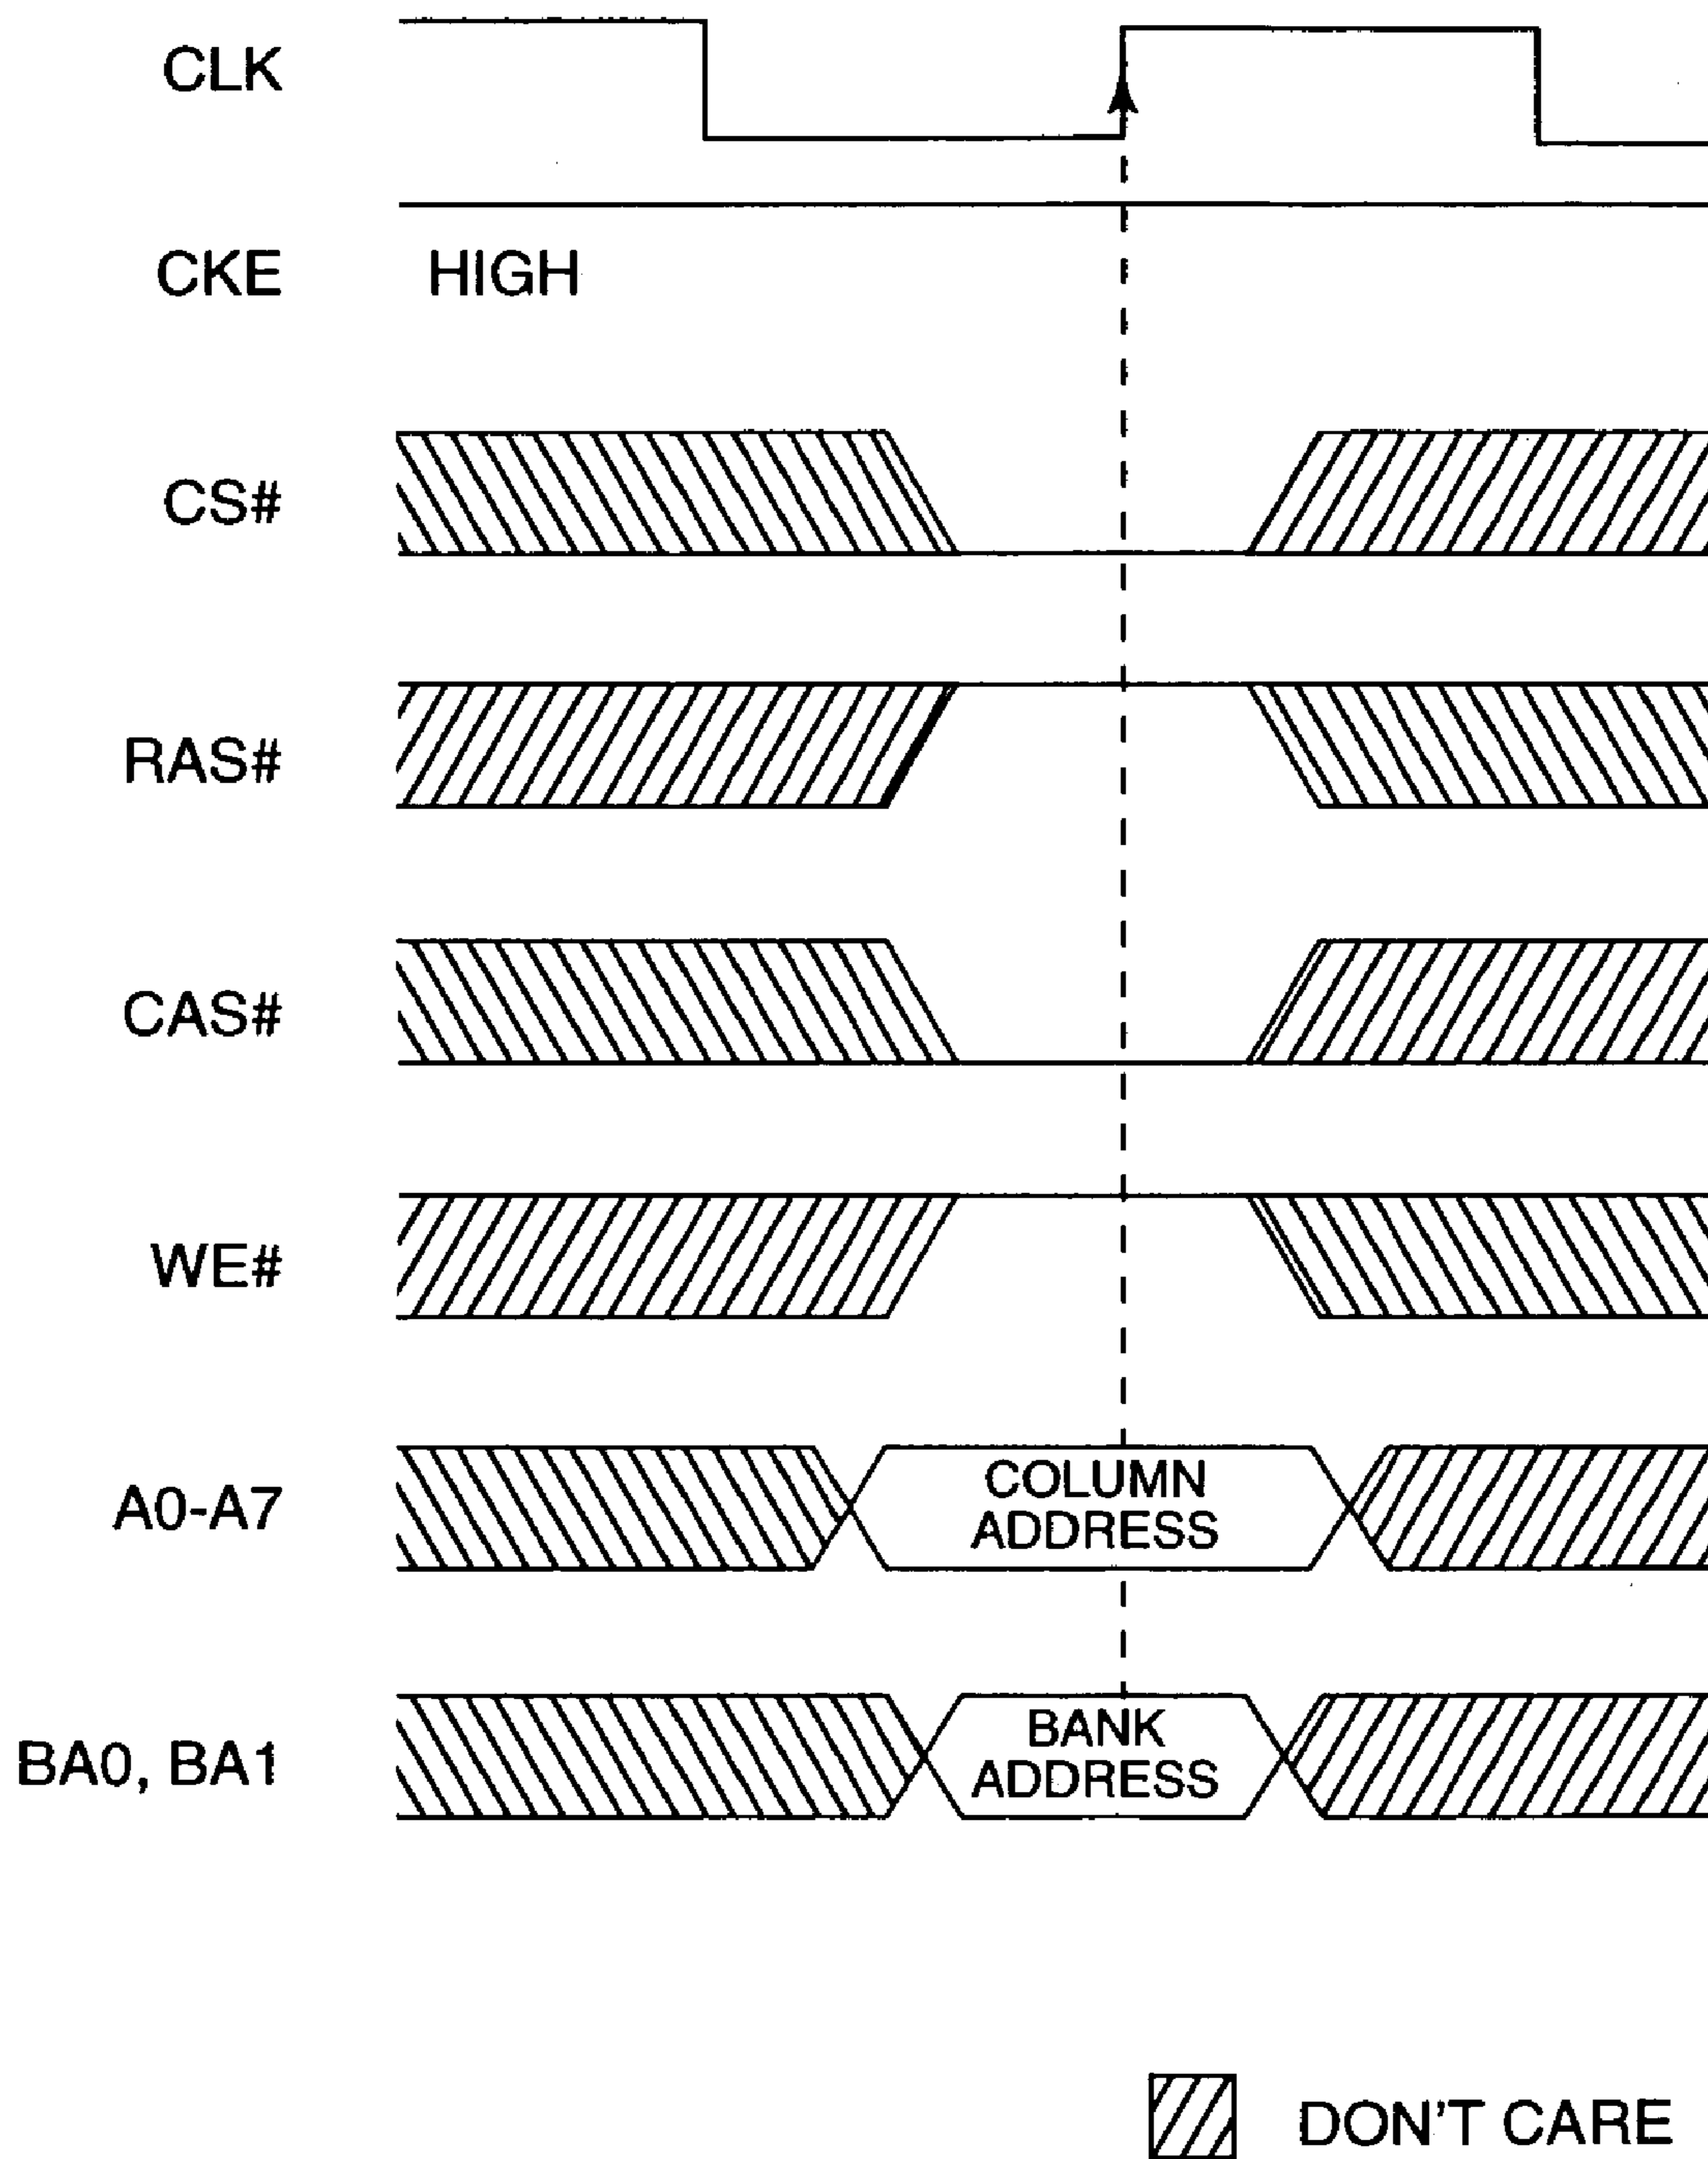 CLK
CKE HIGH
CS#
RAS#
CAS#
WE#
A0-A7
COLUMN
ADDRESS
BA0, BA1
BANK
ADDRESS
DON'T CARE